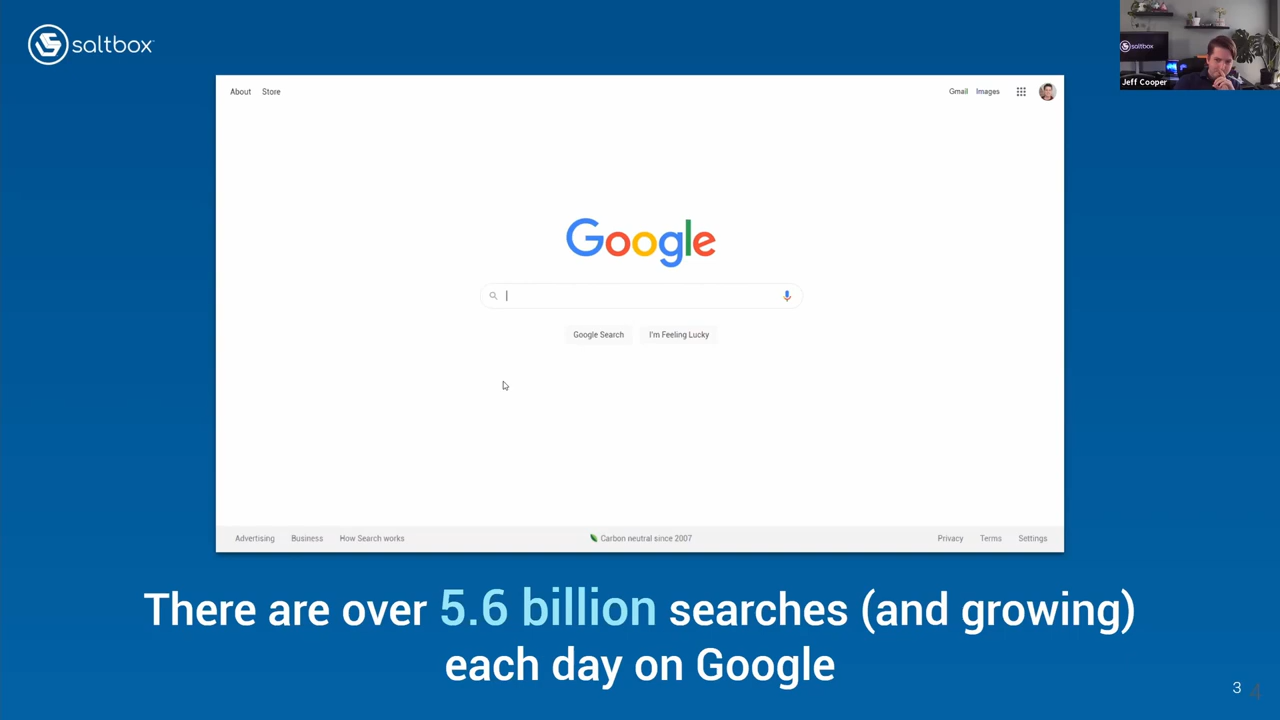 saltbox
saltbox
Jeff Cooper
About Store
Gmail Images
Google
Google Search I'm Feeling Lucky
Advertising Business How Search works
Carbon neutral since 2007
Privacy Terms Settings
There are over 5.6 billion searches (and growing)
each day on Google
3 4